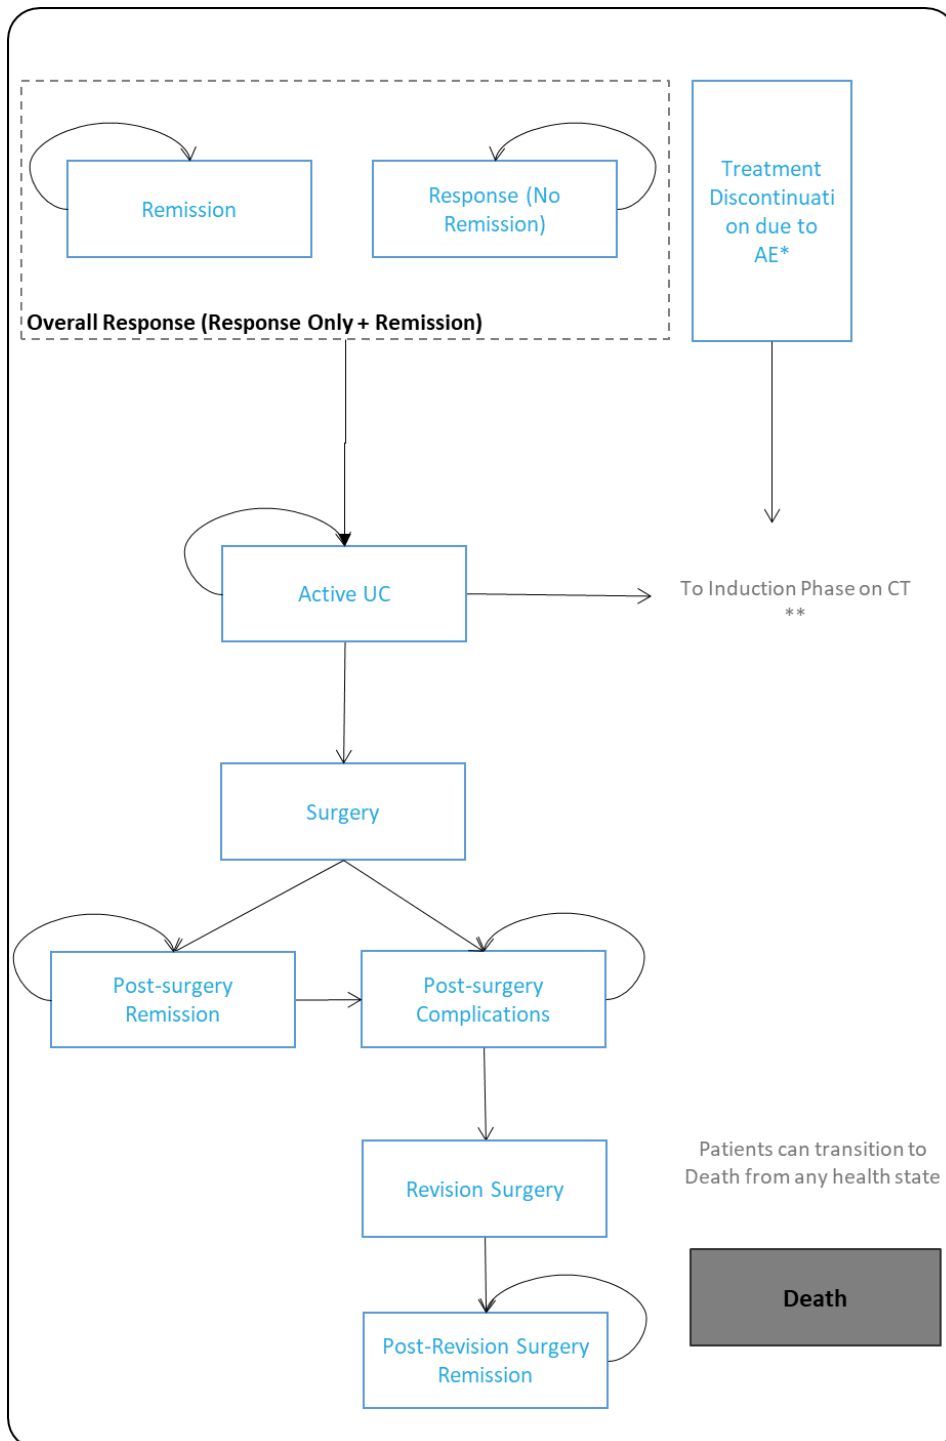 Remission
Response (No
Remission)
Treatment
Discontinuati
on due to
AE*
Overall Response (Response Only + Remission)
Active UC
To Induction Phase on CT
**
Surgery
Post-surgery
Remission
Post-surgery
Complications
Revision Surgery
Patients can transition to
Death from any health state
Death
Post-Revision Surgery
Remission